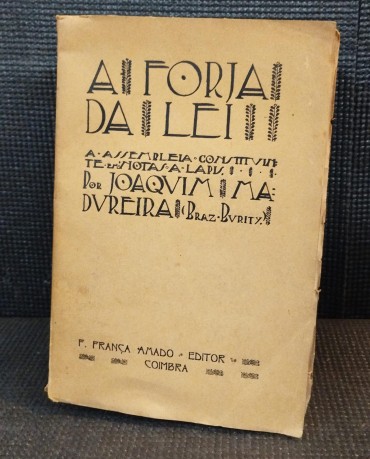 A FORJA
DA LEI
A ASSEMBLEIA CONSTITUIN
TE EM NOTAS A LAPIS
POR JOAQUIM MA-
DUREIRA (BRAZ BURITY)
F. FRANÇA AMADO - EDITOR -
COIMBRA